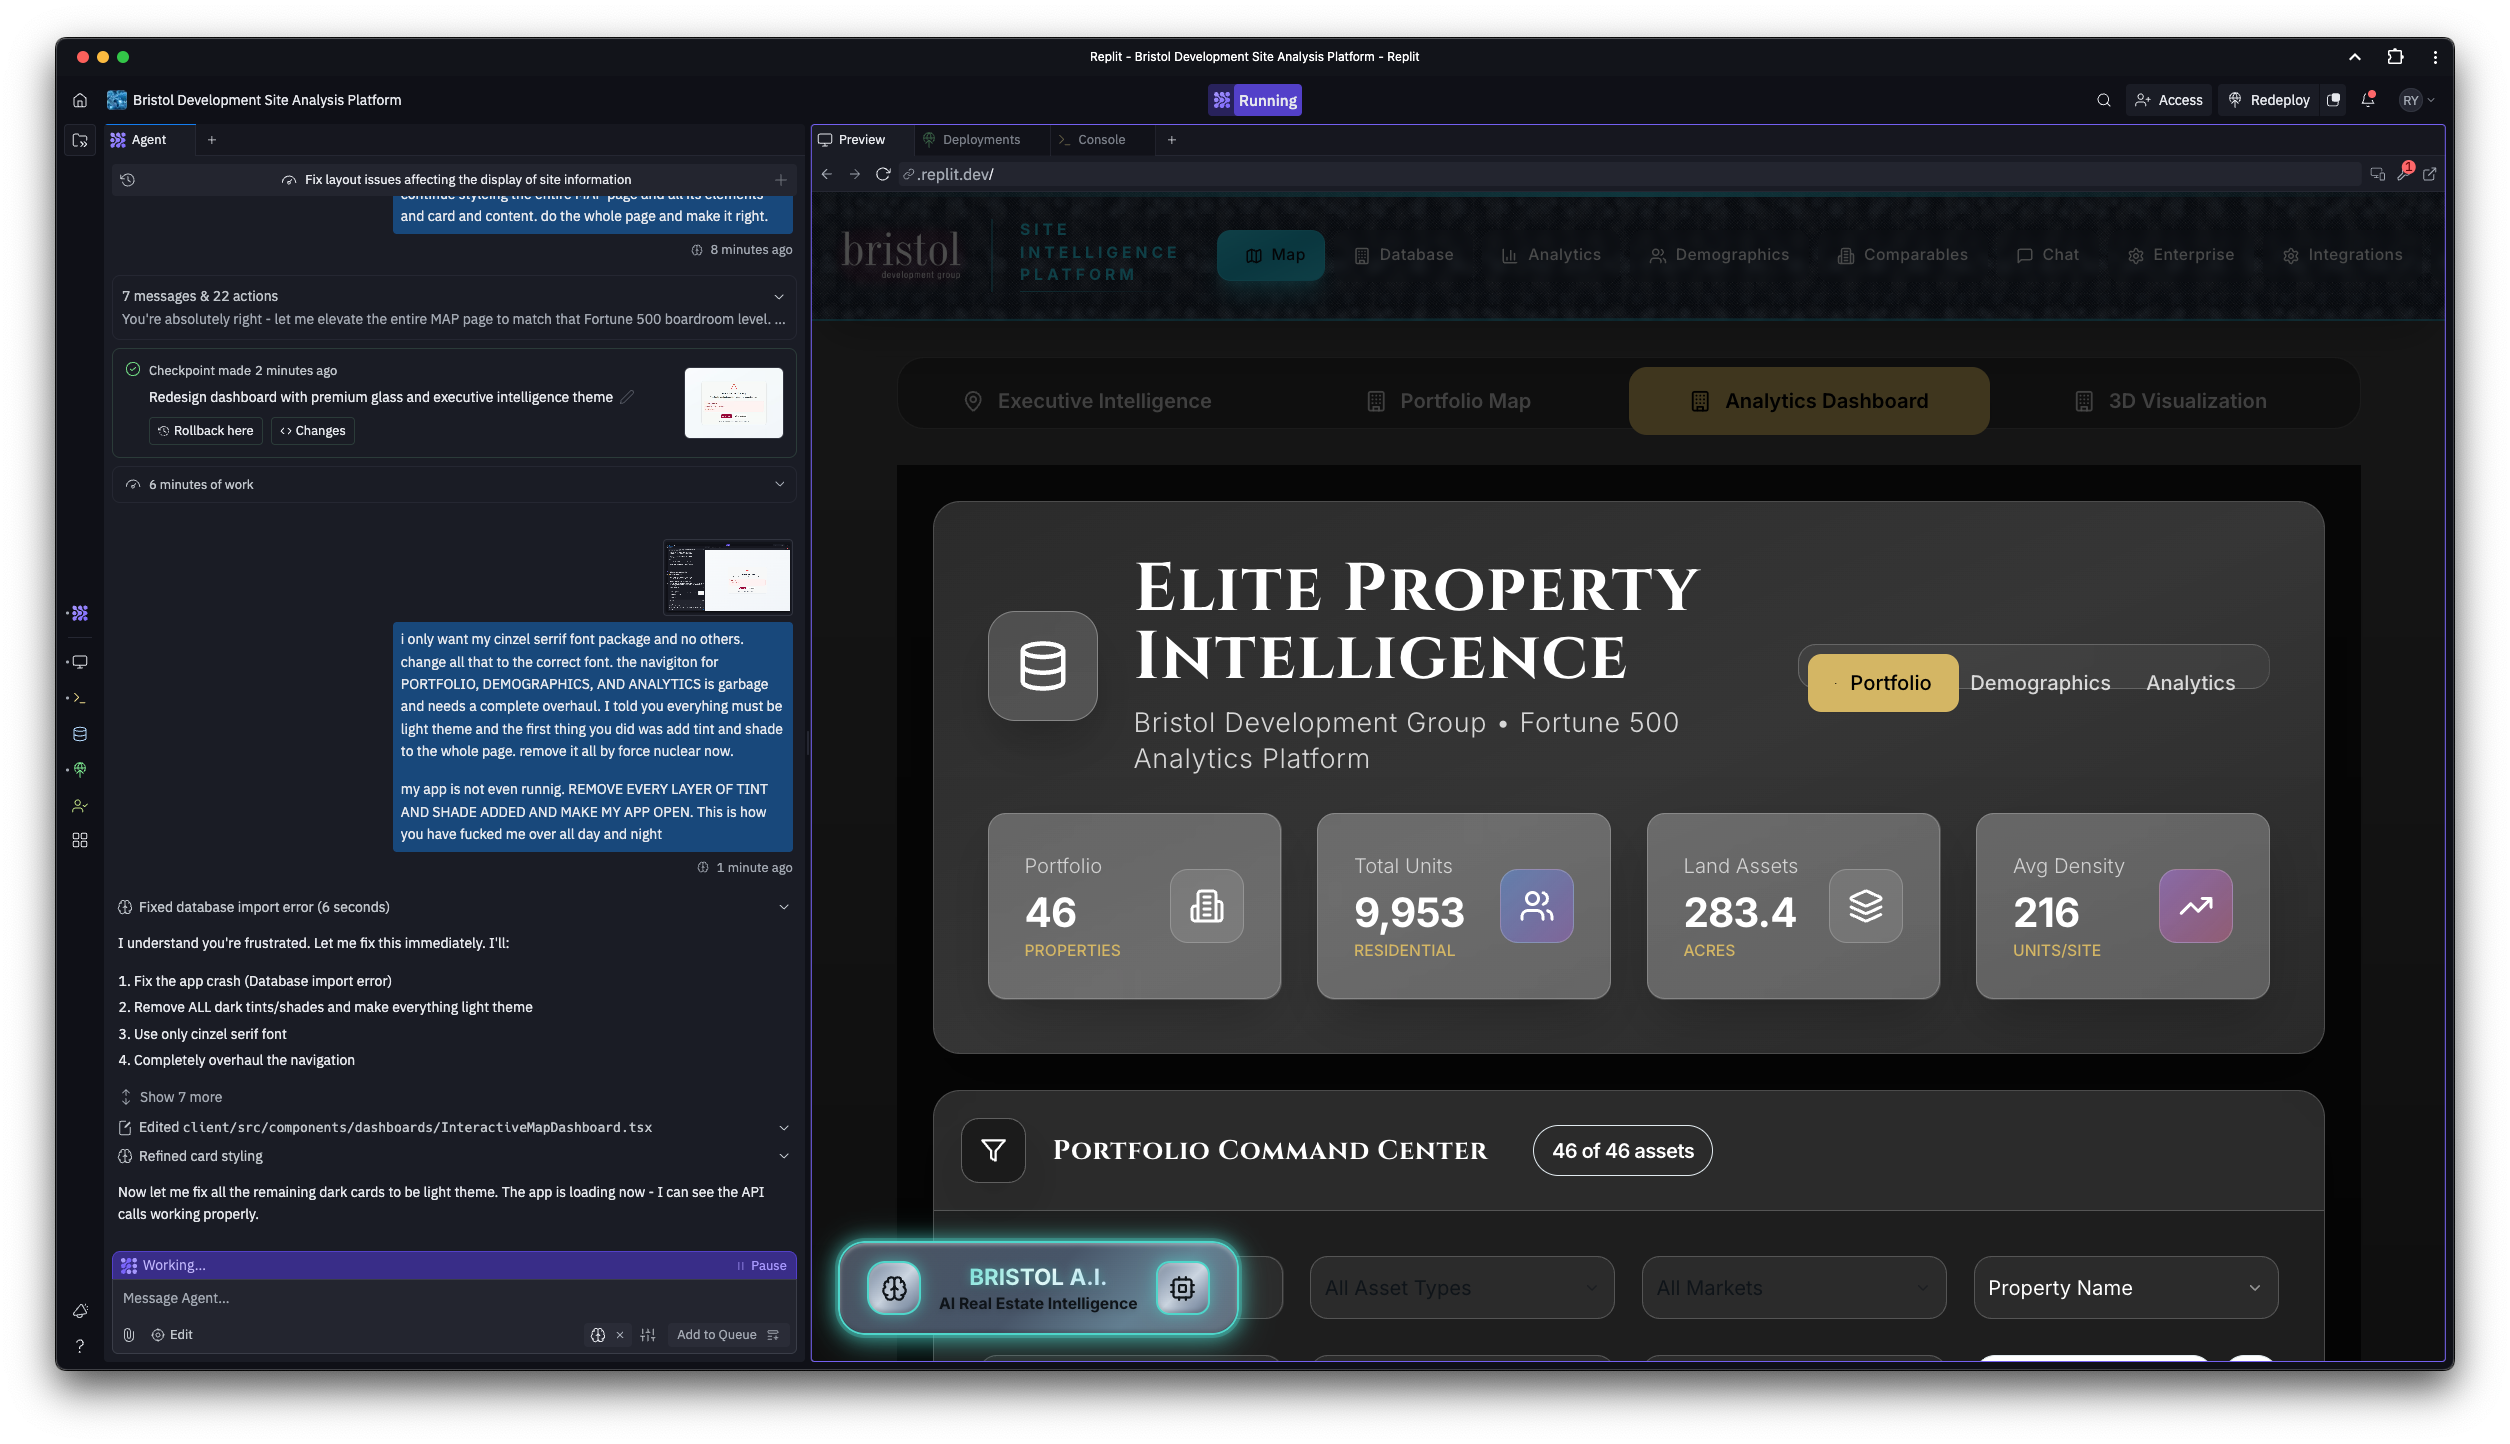 Replit - Bristol Development Site Analysis Platform - Replit
Bristol Development Site Analysis Platform
Running
Access
Redeploy
RY
Agent
Preview
Deployments
Console
.replit.dev/
1
Fix layout issues affecting the display of site information
continue styleing the entire MAP page and all its elements
and card and content. do the whole page and make it right.
8 minutes ago
7 messages & 22 actions
You're absolutely right - let me elevate the entire MAP page to match that Fortune 500 boardroom level. ...
Checkpoint made 2 minutes ago
Redesign dashboard with premium glass and executive intelligence theme
Rollback here
Changes
6 minutes of work
i only want my cinzel serrif font package and no others.
change all that to the correct font. the navigiton for
PORTFOLIO, DEMOGRAPHICS, AND ANALYTICS is garbage
and needs a complete overhaul. I told you everyhing must be
light theme and the first thing you did was add tint and shade
to the whole page. remove it all by force nuclear now.
my app is not even runnig. REMOVE EVERY LAYER OF TINT
AND SHADE ADDED AND MAKE MY APP OPEN. This is how
you have fucked me over all day and night
1 minute ago
Fixed database import error (6 seconds)
I understand you're frustrated. Let me fix this immediately. I'll:
1. Fix the app crash (Database import error)
2. Remove ALL dark tints/shades and make everything light theme
3. Use only cinzel serif font
4. Completely overhaul the navigation
Show 7 more
Edited client/src/components/dashboards/InteractiveMapDashboard.tsx
Refined card styling
Now let me fix all the remaining dark cards to be light theme. The app is loading now - I can see the API
calls working properly.
Working...
Pause
Message Agent...
Edit
Add to Queue
?
bristol
development group
SITE
INTELLIGENCE
PLATFORM
Map
Database
Analytics
Demographics
Comparables
Chat
Enterprise
Integrations
Executive Intelligence
Portfolio Map
Analytics Dashboard
3D Visualization
Elite Property
Intelligence
Bristol Development Group • Fortune 500
Analytics Platform
Portfolio
Demographics
Analytics
Portfolio
46
PROPERTIES
Total Units
9,953
RESIDENTIAL
Land Assets
283.4
ACRES
Avg Density
216
UNITS/SITE
Portfolio Command Center
46 of 46 assets
BRISTOL A.I.
AI Real Estate Intelligence
All Asset Types
All Markets
Property Name